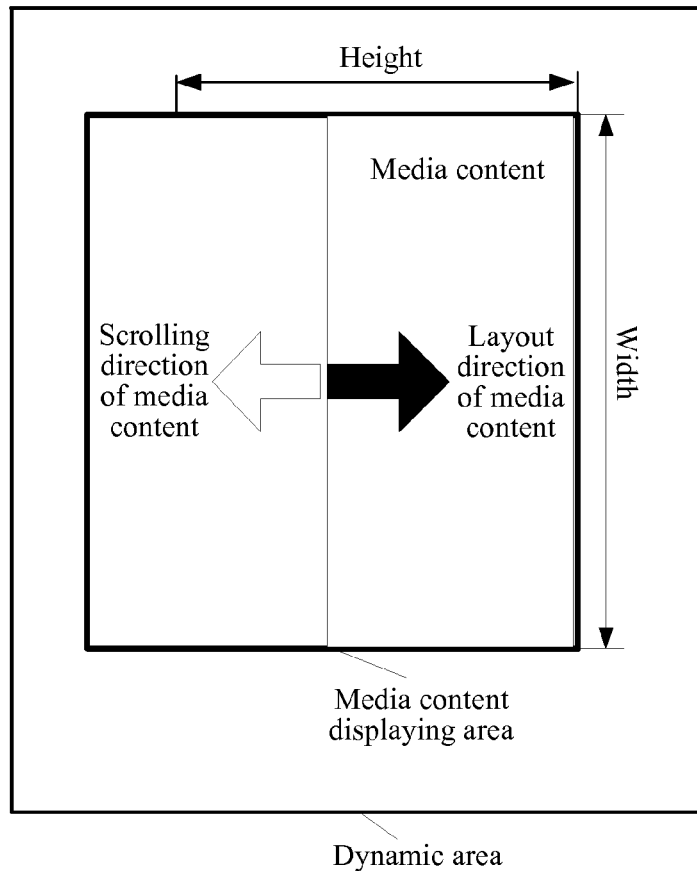 Height
Media content
Scrolling
direction
of media
content
Layout
direction
of media
content
Width
Media content
displaying area
Dynamic area